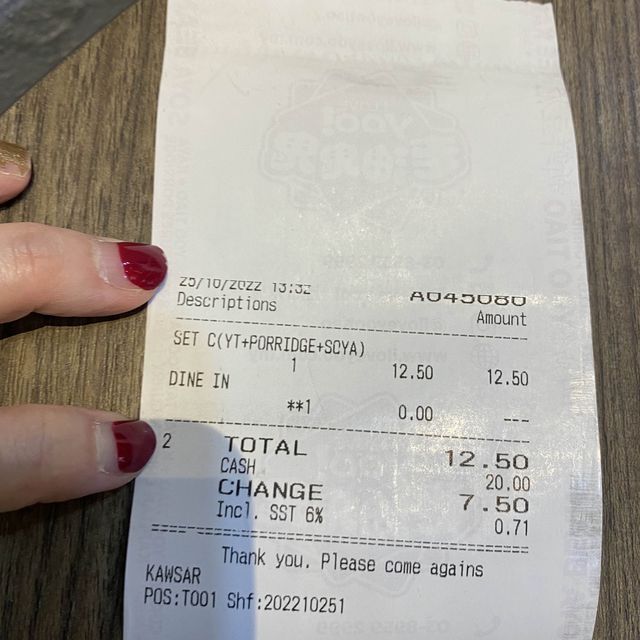 25/10/2022 13:32 A045080
Descriptions Amount
SET C(YT+PORRIDGE+SOYA)
1 12.50 12.50
DINE IN
**1 0.00 ---
2 TOTAL 12.50
CASH 20.00
CHANGE 7.50
Incl. SST 6% 0.71
Thank you. Please come agains
KAWSAR
POS:T001 Shf:202210251